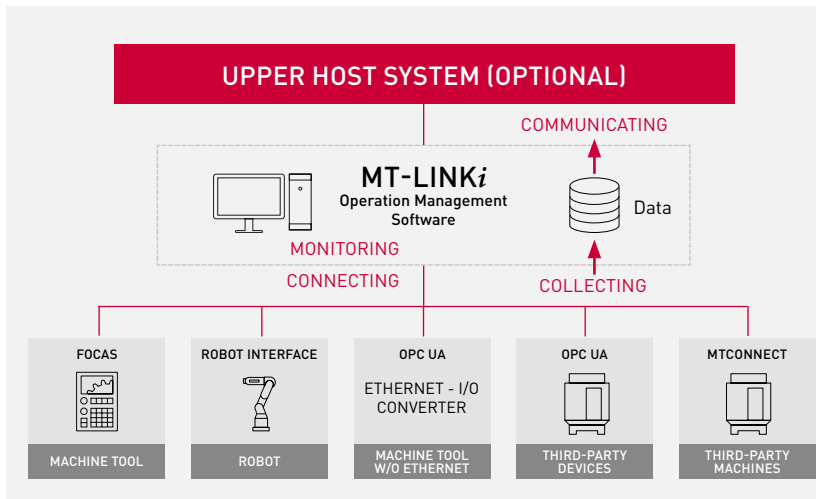 UPPER HOST SYSTEM (OPTIONAL)
COMMUNICATING
MT-LINKi
Operation Management
Software
Data
MONITORING
CONNECTING
COLLECTING
FOCAS
MACHINE TOOL
ROBOT INTERFACE
ROBOT
OPC UA
ETHERNET - I/O
CONVERTER
MACHINE TOOL
W/O ETHERNET
OPC UA
THIRD-PARTY
DEVICES
MTCONNECT
THIRD-PARTY
MACHINES